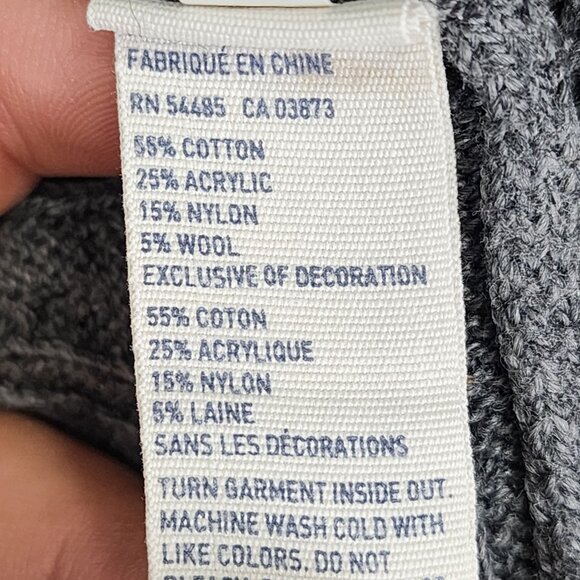 FABRIQUÉ EN CHINE
RN 54485 CA 03873
55% COTTON
25% ACRYLIC
15% NYLON
5% WOOL
EXCLUSIVE OF DECORATION
55% COTON
25% ACRYLIQUE
15% NYLON
5% LAINE
SANS LES DÉCORATIONS
TURN GARMENT INSIDE OUT.
MACHINE WASH COLD WITH
LIKE COLORS. DO NOT